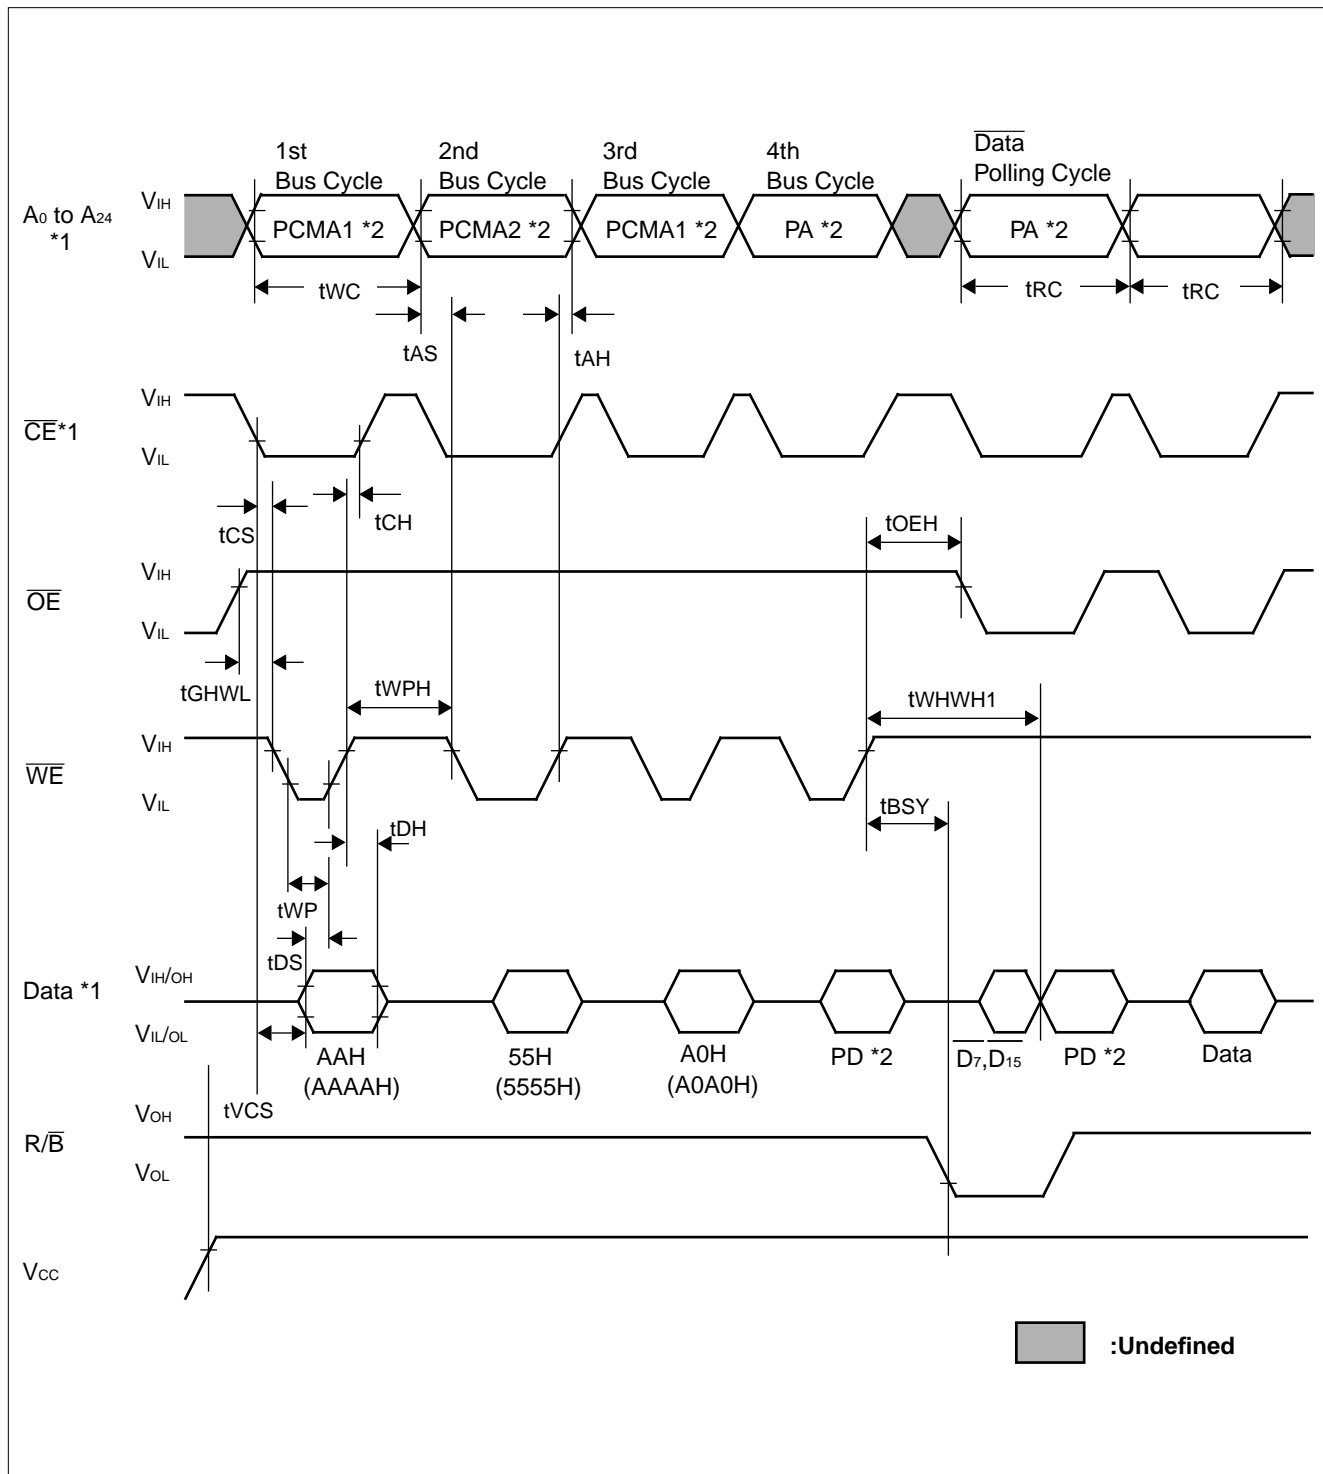 1st
Bus Cycle
2nd
Bus Cycle
3rd
Bus Cycle
4th
Bus Cycle
Data
Polling Cycle
A0 to A24
*1
VIH
VIL
PCMA1 *2
PCMA2 *2
PCMA1 *2
PA *2
PA *2
tWC
tRC
tRC
tAS
tAH
CE*1
VIH
VIL
tCS
tCH
tOEH
OE
VIH
VIL
tGHWL
tWPH
tWHWH1
WE
VIH
VIL
tBSY
tDH
tWP
tDS
Data *1
VIH/OH
VIL/OL
AAH
(AAAAH)
55H
(5555H)
A0H
(A0A0H)
PD *2
D7,D15
PD *2
Data
tVCS
R/B
VOH
VOL
VCC
:Undefined